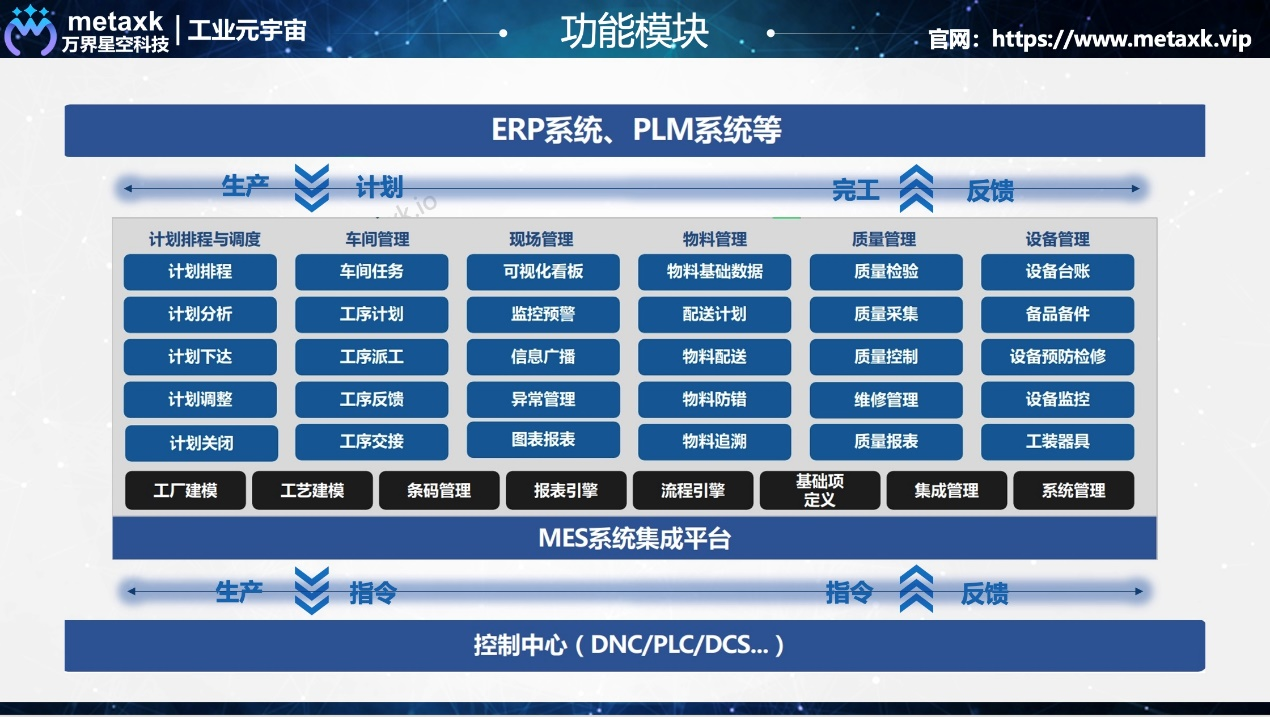 metaxk
万界星空科技
工业元宇宙
功能模块
官网：https://www.metaxk.vip
ERP系统、PLM系统等
生产 计划 完工 反馈
计划排程与调度 车间管理 现场管理 物料管理 质量管理 设备管理
计划排程 车间任务 可视化看板 物料基础数据 质量检验 设备台账
计划分析 工序计划 监控预警 配送计划 质量采集 备品备件
计划下达 工序派工 信息广播 物料配送 质量控制 设备预防检修
计划调整 工序反馈 异常管理 物料防错 维修管理 设备监控
计划关闭 工序交接 图表报表 物料追溯 质量报表 工装器具
工厂建模 工艺建模 条码管理 报表引擎 流程引擎 基础项
定义 集成管理 系统管理
MES系统集成平台
生产 指令 指令 反馈
控制中心（DNC/PLC/DCS...）